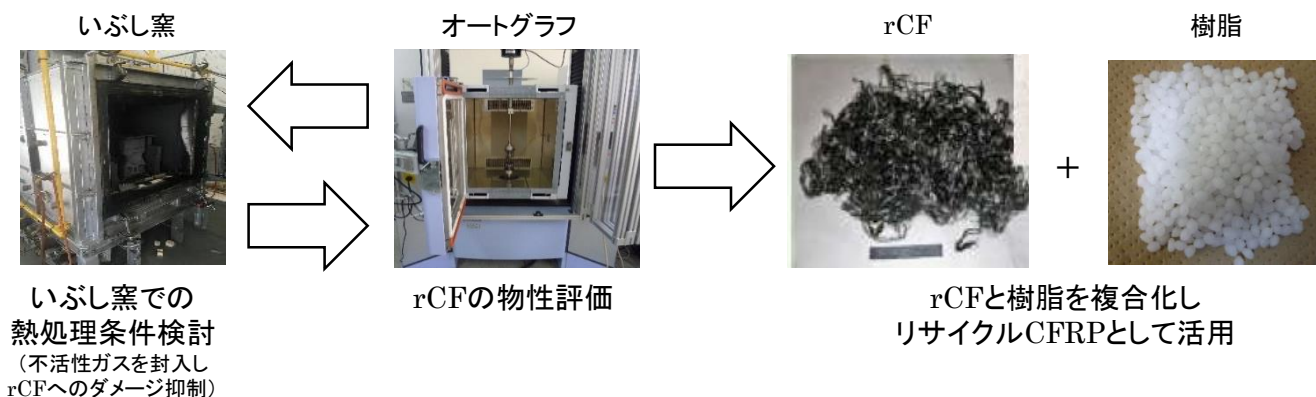 いぶし窯
オートグラフ
rCF
樹脂
+
いぶし窯での
熱処理条件検討
(不活性ガスを封入し
rCFへのダメージ抑制)
rCFの物性評価
rCFと樹脂を複合化し
リサイクルCFRPとして活用